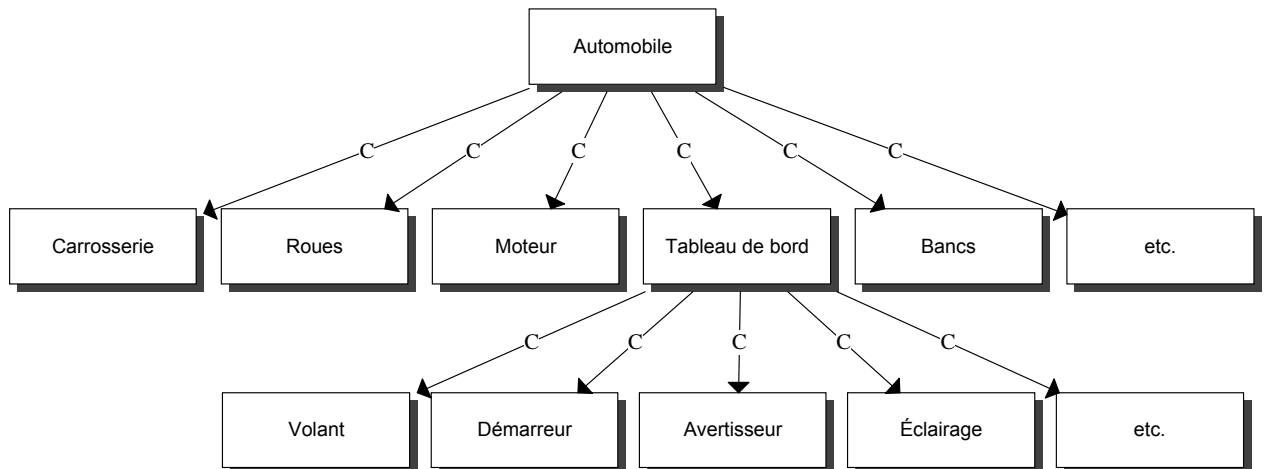 Automobile
C C C C C C
Carrosserie Roues Moteur Tableau de bord Bancs etc.
C C C C C
Volant Démarreur Avertisseur Éclairage etc.